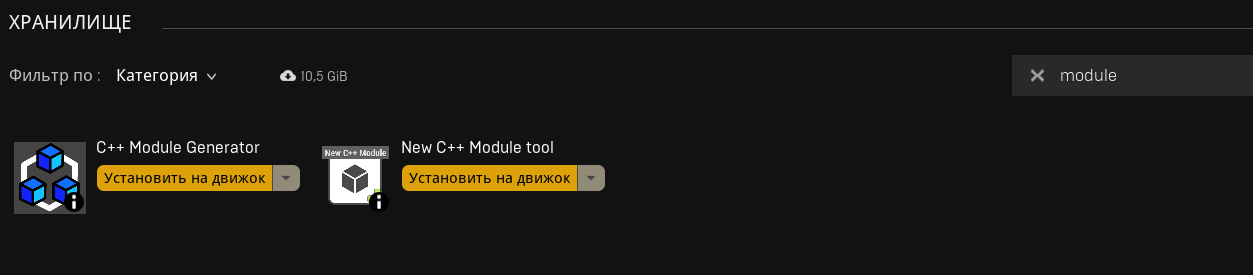 ХРАНИЛИЩЕ
Фильтр по : Категория 10,5 GiB module
C++ Module Generator New C++ Module tool
New C++ Module
Установить на движок Установить на движок